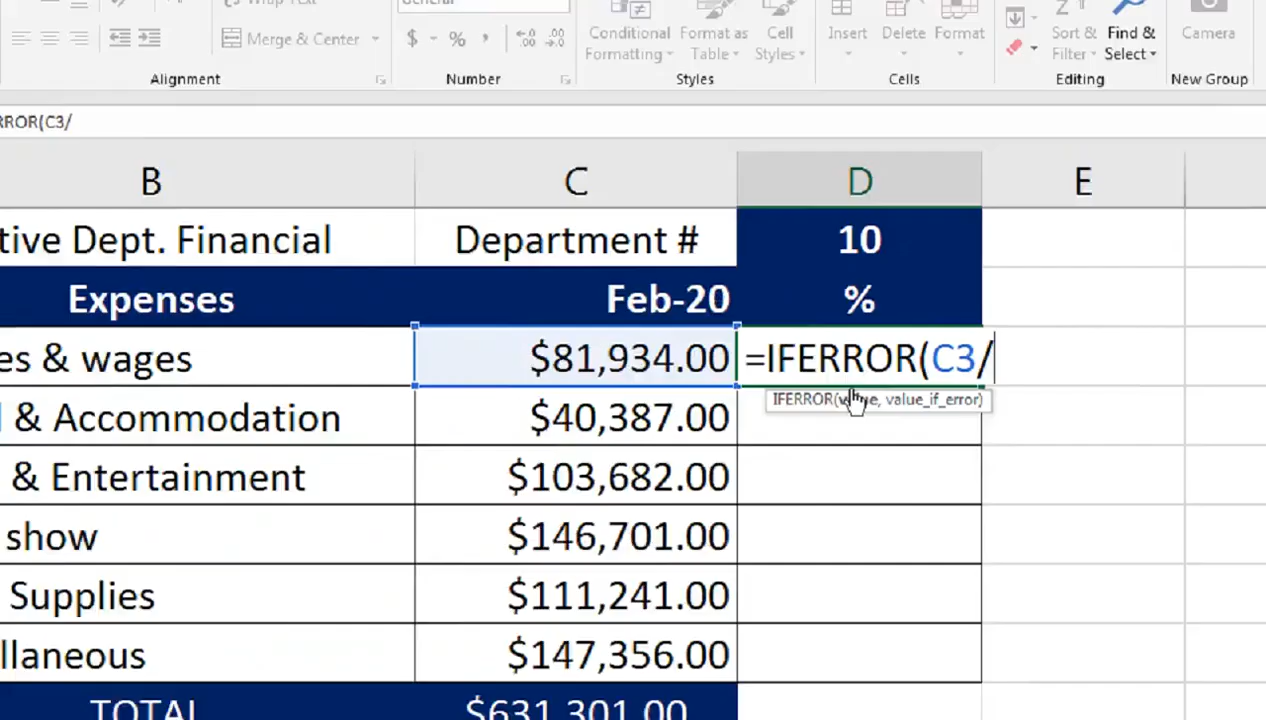 Wrap Text
General
Merge & Center
$ % ,
Conditional Formatting
Format as Table
Cell Styles
Insert
Delete
Format
Sort & Filter
Find & Select
Camera
Alignment
Number
Styles
Cells
Editing
New Group
RROR(C3/
B C D E
tive Dept. Financial Department # 10
Expenses Feb-20 %
es & wages $81,934.00 =IFERROR(C3/
IFERROR(value, value_if_error)
& Accommodation $40,387.00
& Entertainment $103,682.00
show $146,701.00
Supplies $111,241.00
llaneous $147,356.00
TOTAL $631,301.00